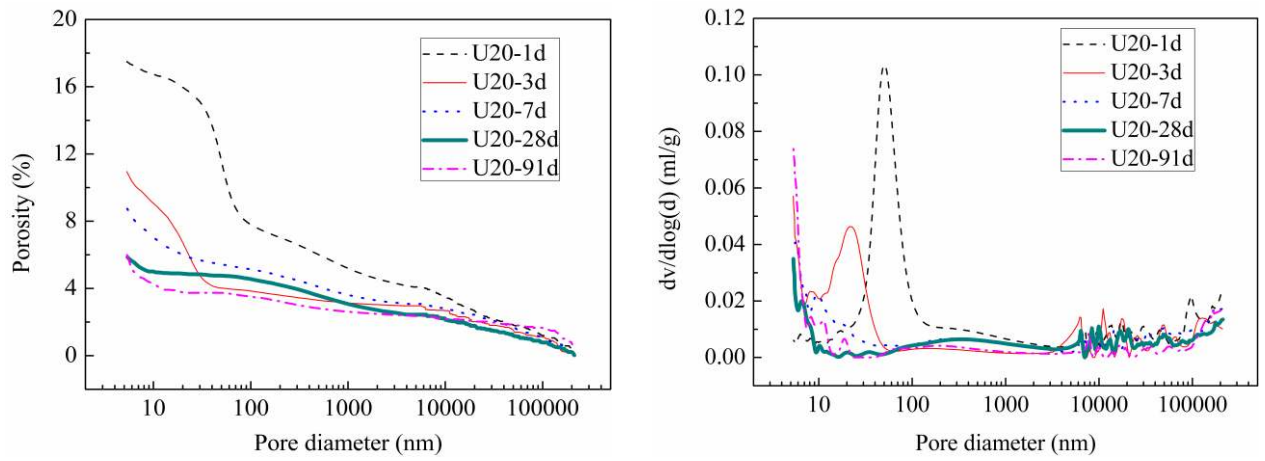 20
16
12
8
4
0
Porosity (%)
U20-1d
U20-3d
U20-7d
U20-28d
U20-91d
10
100
1000
10000
100000
Pore diameter (nm)
0.12
0.10
0.08
0.06
0.04
0.02
0.00
dv/dlog(d) (ml/g)
U20-1d
U20-3d
U20-7d
U20-28d
U20-91d
10
100
1000
10000
100000
Pore diameter (nm)